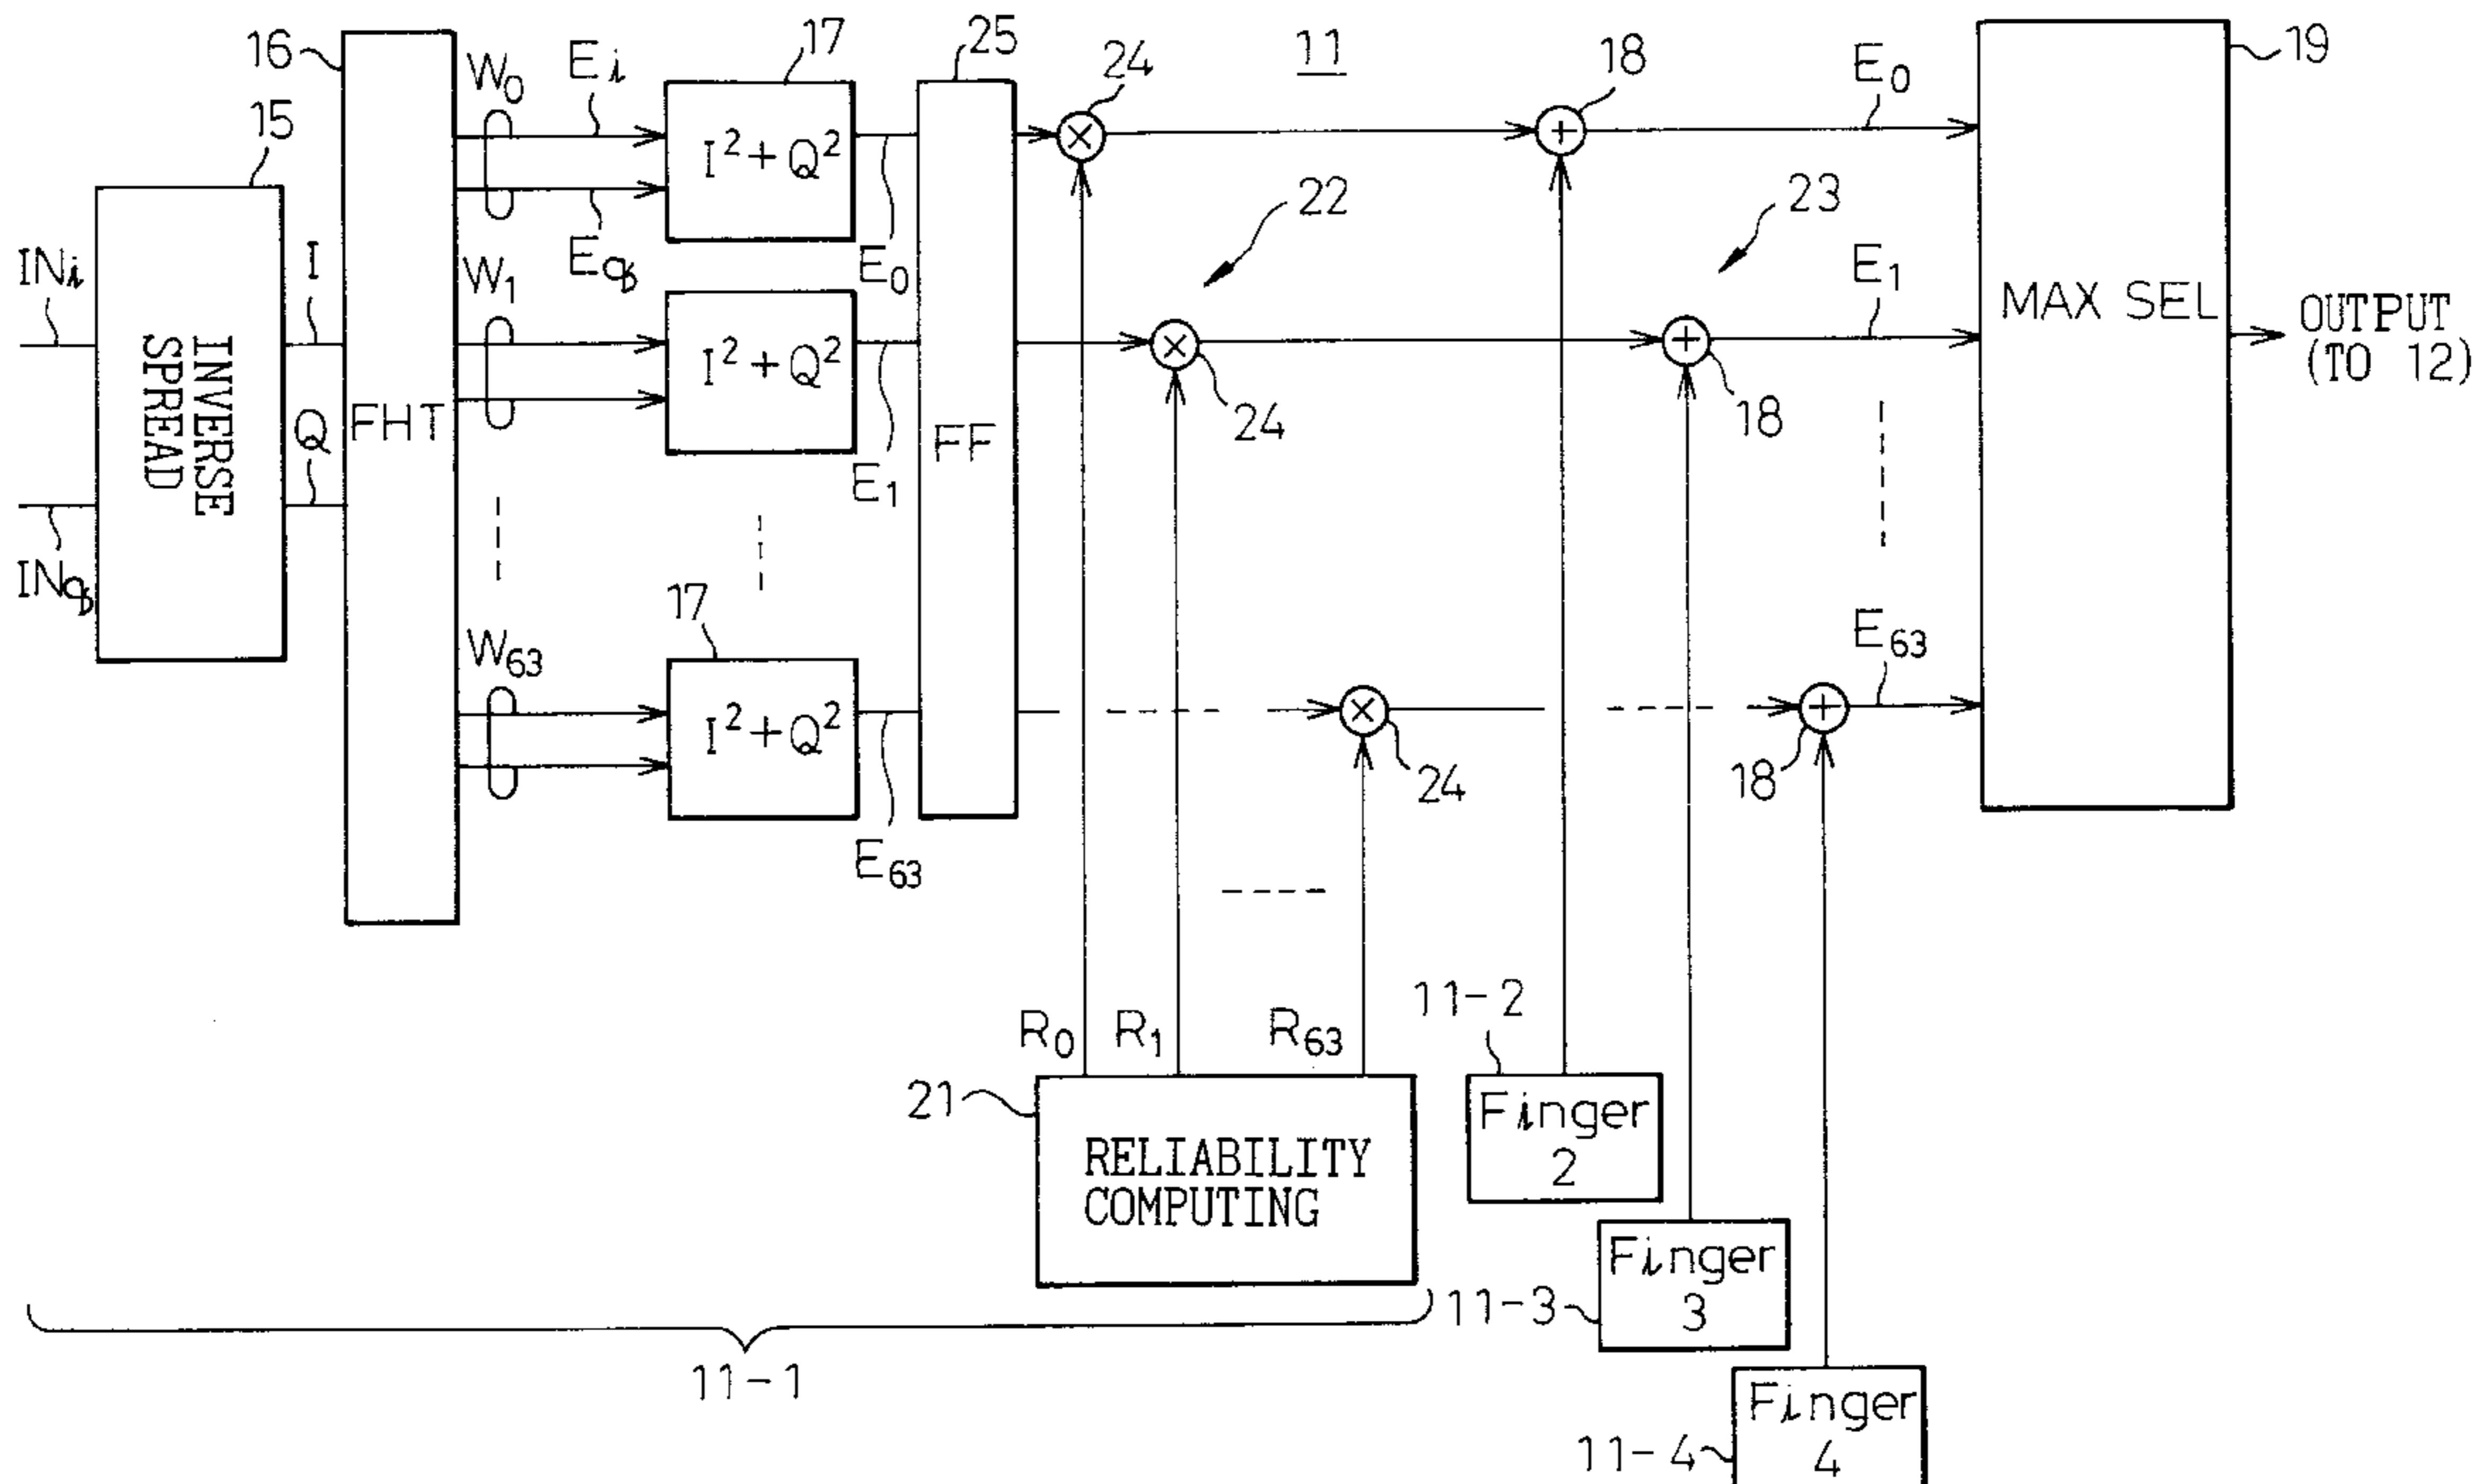 16
17
25
24
11
18
19
W0
Ei
E0
15
I²+Q²
22
23
INi
I
Eq
E0
W1
E1
MAX SEL
OUTPUT
(TO 12)
INVERSE
SPREAD
I²+Q²
24
18
Q
FHT
FF
E1
INq
17
W63
E63
I²+Q²
24
18
E63
11-2
R0
R1
R63
21
RELIABILITY
COMPUTING
Finger
2
Finger
3
11-3
11-1
Finger
4
11-4